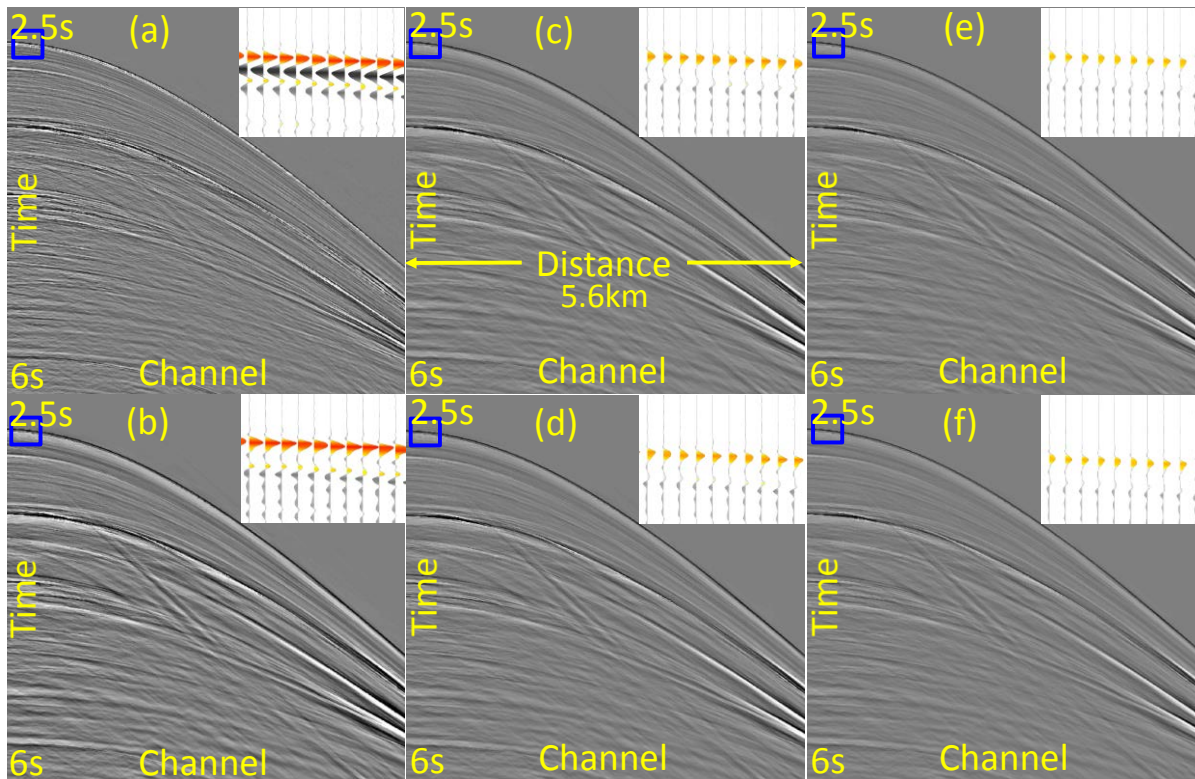 2.5s (a)
Time
6s Channel
2.5s (c)
Time
Distance
5.6km
6s Channel
2.5s (e)
Time
6s Channel
2.5s (b)
Time
6s Channel
2.5s (d)
Time
6s Channel
2.5s (f)
Time
6s Channel